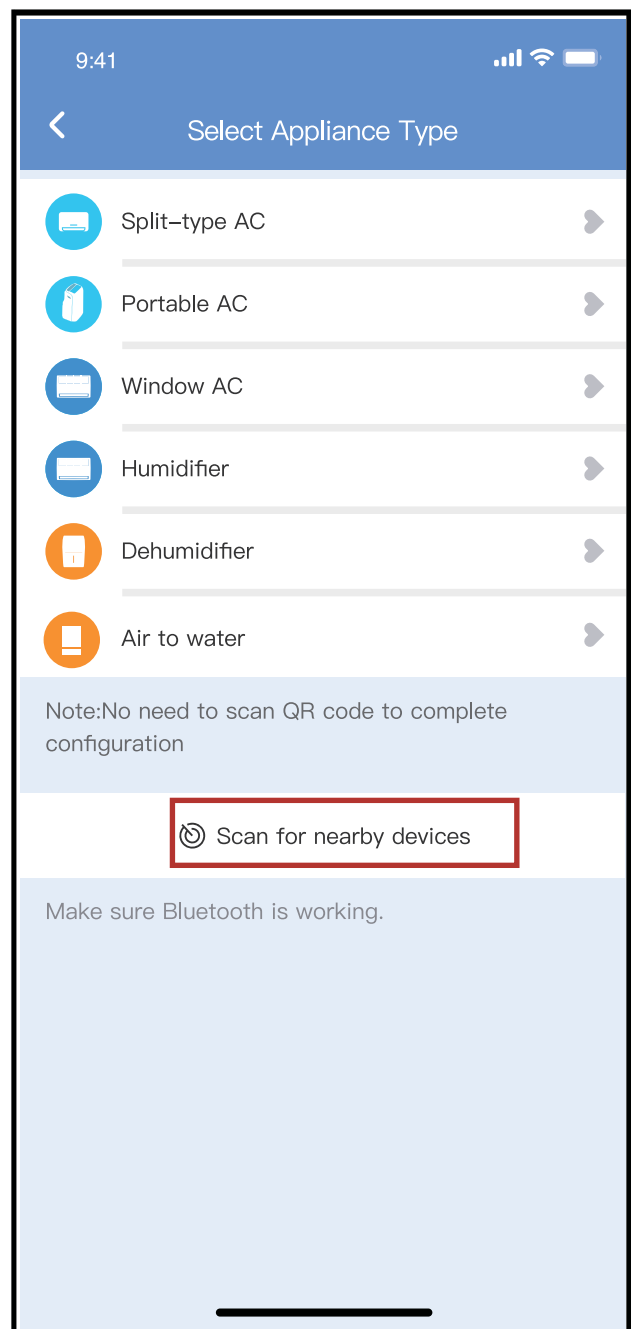 9:41
Select Appliance Type
Split-type AC
Portable AC
Window AC
Humidifier
Dehumidifier
Air to water
Note:No need to scan QR code to complete
configuration
Scan for nearby devices
Make sure Bluetooth is working.